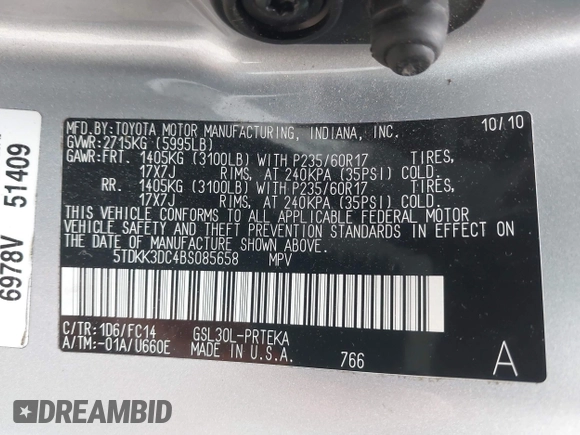 MFD.BY:TOYOTA MOTOR MANUFACTURING, INDIANA, INC. 10/10
GVWR:2715KG (5995LB)
GAWR:FRT. 1405KG (3100LB) WITH P235/60R17 TIRES,
17X7J RIMS, AT 240KPA (35PSI) COLD.
RR. 1405KG (3100LB) WITH P235/60R17 TIRES,
17X7J RIMS, AT 240KPA (35PSI) COLD.
THIS VEHICLE CONFORMS TO ALL APPLICABLE FEDERAL MOTOR
VEHICLE SAFETY AND THEFT PREVENTION STANDARDS IN EFFECT ON
THE DATE OF MANUFACTURE SHOWN ABOVE.
5TDKK3DC4BS085658 MPV
C/TR:1D6/FC14 GSL30L-PRTEKA
A/TM:-01A/U660E MADE IN U.S.A. 766 A
6978V 51409
DREAMBID